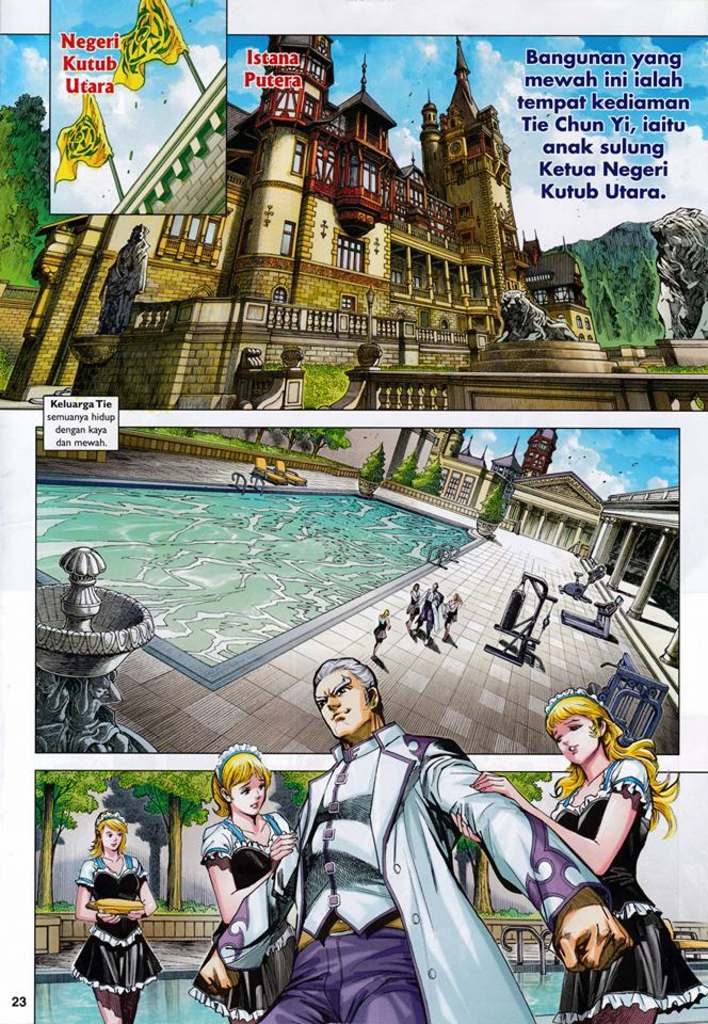 Negeri
Kutub
Utara
Istana
Putera
Bangunan yang
mewah ini ialah
tempat kediaman
Tie Chun Yi, iaitu
anak sulung
Ketua Negeri
Kutub Utara.
Keluarga Tie
semuanya hidup
dengan kaya
dan mewah.
23